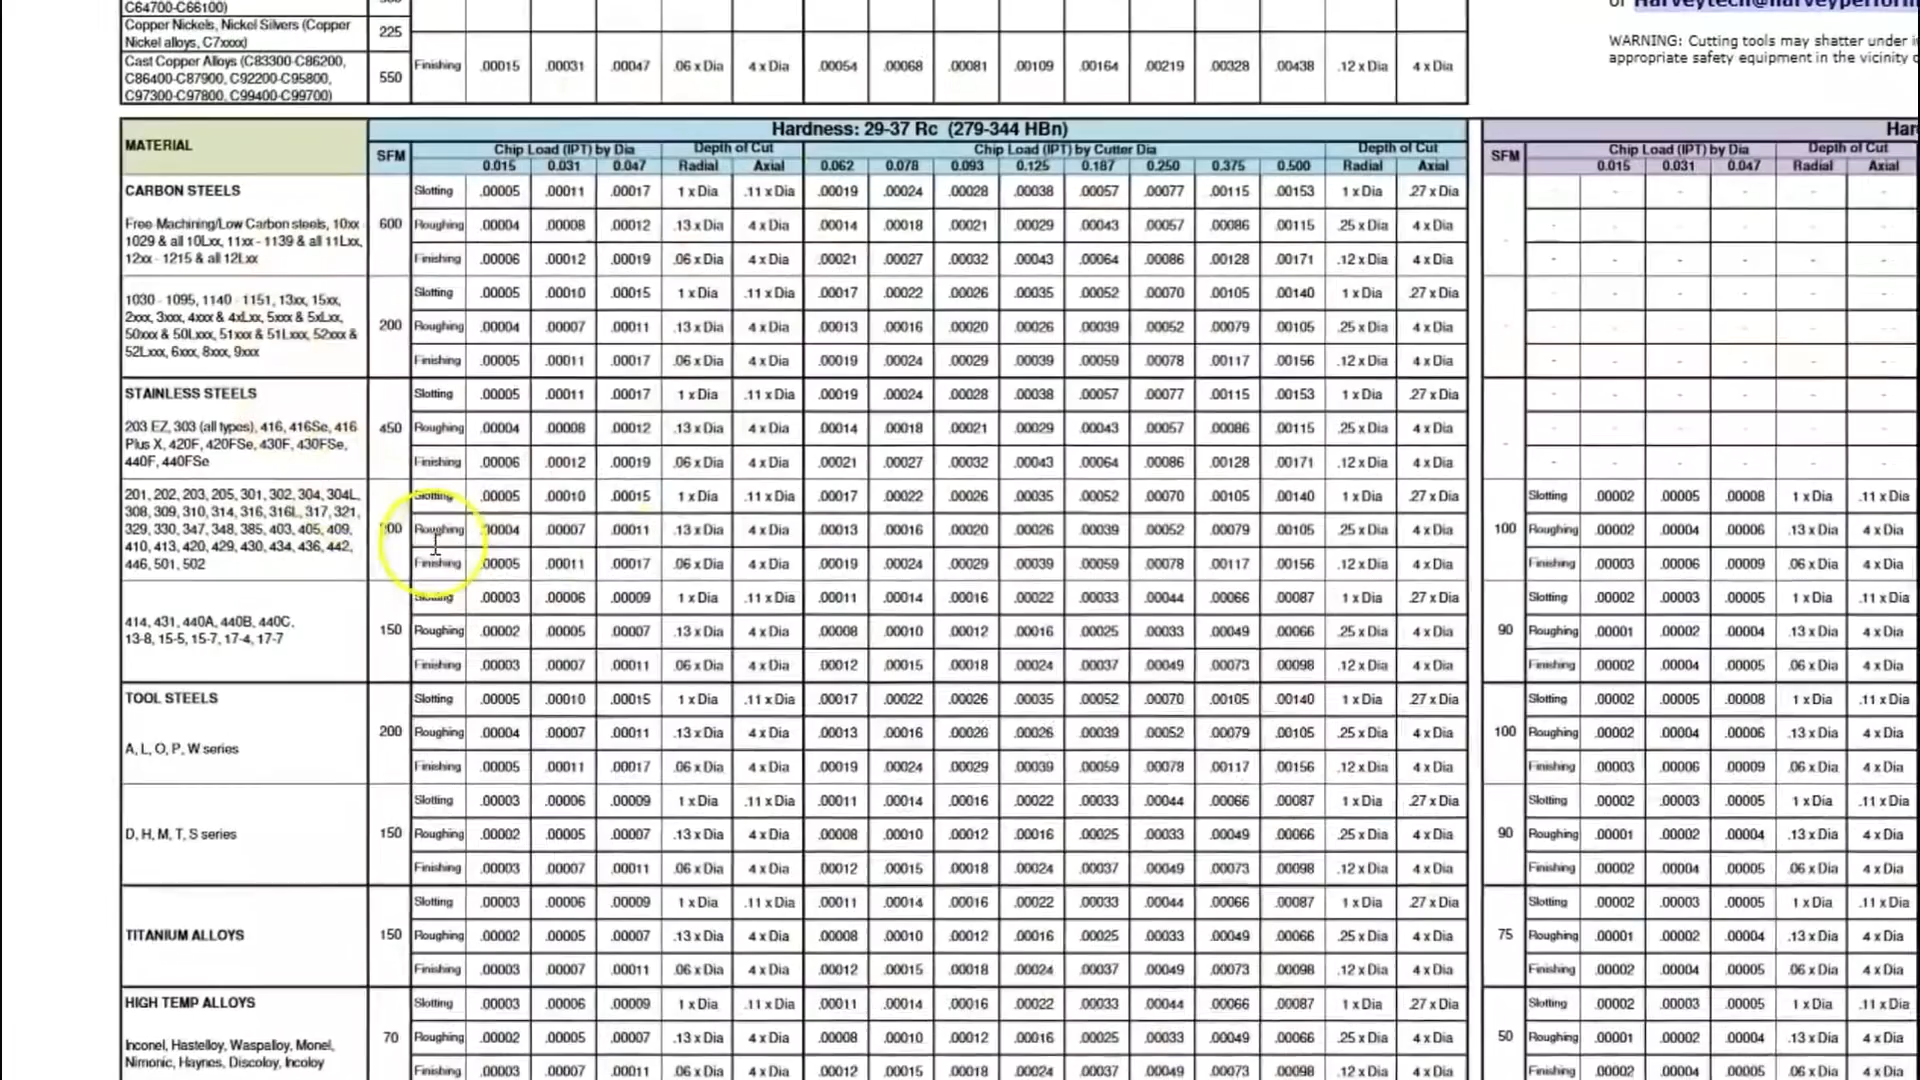 C64700-C66100)
Copper Nickels, Nickel Silvers (Copper
Nickel alloys, C7xxxx)
225
Cast Copper Alloys (C83300-C86200,
C86400-C87900, C92200-C95800,
C97300-C97800, C99400-C99700)
550
Finishing .00015 .00031 .00047 .06 x Dia 4 x Dia .00054 .00068 .00081 .00109 .00164 .00219 .00328 .00438 .12 x Dia 4 x Dia
WARNING: Cutting tools may shatter under
appropriate safety equipment in the vicinity
MATERIAL
Hardness: 29-37 Rc (279-344 HBn)
SFM Chip Load (IPT) by Dia Depth of Cut Chip Load (IPT) by Cutter Dia Depth of Cut
0.015 0.031 0.047 Radial Axial 0.062 0.078 0.093 0.125 0.187 0.250 0.375 0.500 Radial Axial
SFM Chip Load (IPT) by Dia Depth of Cut
0.015 0.031 0.047 Radial Axial
CARBON STEELS
Free-Machining/Low Carbon steels, 10xx -
1029 & all 10Lxx, 11xx - 1139 & all 11Lxx,
12xx - 1215 & all 12Lxx
600
Slotting .00005 .00011 .00017 1 x Dia .11 x Dia .00019 .00024 .00028 .00038 .00057 .00077 .00115 .00153 1 x Dia .27 x Dia
Roughing .00004 .00008 .00012 .13 x Dia 4 x Dia .00014 .00018 .00021 .00029 .00043 .00057 .00086 .00115 .25 x Dia 4 x Dia
Finishing .00006 .00012 .00019 .06 x Dia 4 x Dia .00021 .00027 .00032 .00043 .00064 .00086 .00128 .00171 .12 x Dia 4 x Dia
1030 - 1095, 1140 - 1151, 13xx, 15xx,
2xxx, 3xxx, 4xxx & 4xLxx, 5xxx & 5xLxx,
50xxx & 50Lxxx, 51xxx & 51Lxxx, 52xxx &
52Lxxx, 6xxx, 8xxx, 9xxx
200
Slotting .00005 .00010 .00015 1 x Dia .11 x Dia .00017 .00022 .00026 .00035 .00052 .00070 .00105 .00140 1 x Dia .27 x Dia
Roughing .00004 .00007 .00011 .13 x Dia 4 x Dia .00013 .00016 .00020 .00026 .00039 .00052 .00079 .00105 .25 x Dia 4 x Dia
Finishing .00005 .00011 .00017 .06 x Dia 4 x Dia .00019 .00024 .00029 .00039 .00059 .00078 .00117 .00156 .12 x Dia 4 x Dia
STAINLESS STEELS
203 EZ, 303 (all types), 416, 416Se, 416
Plus X, 420F, 420FSe, 430F, 430FSe,
440F, 440FSe
450
Slotting .00005 .00011 .00017 1 x Dia .11 x Dia .00019 .00024 .00028 .00038 .00057 .00077 .00115 .00153 1 x Dia .27 x Dia
Roughing .00004 .00008 .00012 .13 x Dia 4 x Dia .00014 .00018 .00021 .00029 .00043 .00057 .00086 .00115 .25 x Dia 4 x Dia
Finishing .00006 .00012 .00019 .06 x Dia 4 x Dia .00021 .00027 .00032 .00043 .00064 .00086 .00128 .00171 .12 x Dia 4 x Dia
201, 202, 203, 205, 301, 302, 304, 304L,
308, 309, 310, 314, 316, 316L, 317, 321,
329, 330, 347, 348, 385, 403, 405, 409,
410, 413, 420, 429, 430, 434, 436, 442,
446, 501, 502
Slotting .00005 .00010 .00015 1 x Dia .11 x Dia .00017 .00022 .00026 .00035 .00052 .00070 .00105 .00140 1 x Dia .27 x Dia
Roughing .00004 .00007 .00011 .13 x Dia 4 x Dia .00013 .00016 .00020 .00026 .00039 .00052 .00079 .00105 .25 x Dia 4 x Dia
Finishing .00005 .00011 .00017 .06 x Dia 4 x Dia .00019 .00024 .00029 .00039 .00059 .00078 .00117 .00156 .12 x Dia 4 x Dia
100
Slotting .00002 .00005 .00008 1 x Dia .11 x Dia
Roughing .00002 .00004 .00006 .13 x Dia 4 x Dia
Finishing .00003 .00006 .00009 .06 x Dia 4 x Dia
414, 431, 440A, 440B, 440C,
13-8, 15-5, 15-7, 17-4, 17-7
150
Slotting .00003 .00006 .00009 1 x Dia .11 x Dia .00011 .00014 .00016 .00022 .00033 .00044 .00066 .00087 1 x Dia .27 x Dia
Roughing .00002 .00005 .00007 .13 x Dia 4 x Dia .00008 .00010 .00012 .00016 .00025 .00033 .00049 .00066 .25 x Dia 4 x Dia
Finishing .00003 .00007 .00011 .06 x Dia 4 x Dia .00012 .00015 .00018 .00024 .00037 .00049 .00073 .00098 .12 x Dia 4 x Dia
90
Slotting .00002 .00003 .00005 1 x Dia .11 x Dia
Roughing .00001 .00002 .00004 .13 x Dia 4 x Dia
Finishing .00002 .00004 .00005 .06 x Dia 4 x Dia
TOOL STEELS
A, L, O, P, W series
200
Slotting .00005 .00010 .00015 1 x Dia .11 x Dia .00017 .00022 .00026 .00035 .00052 .00070 .00105 .00140 1 x Dia .27 x Dia
Roughing .00004 .00007 .00011 .13 x Dia 4 x Dia .00013 .00016 .00020 .00026 .00039 .00052 .00079 .00105 .25 x Dia 4 x Dia
Finishing .00005 .00011 .00017 .06 x Dia 4 x Dia .00019 .00024 .00029 .00039 .00059 .00078 .00117 .00156 .12 x Dia 4 x Dia
100
Slotting .00002 .00005 .00008 1 x Dia .11 x Dia
Roughing .00002 .00004 .00006 .13 x Dia 4 x Dia
Finishing .00003 .00006 .00009 .06 x Dia 4 x Dia
D, H, M, T, S series
150
Slotting .00003 .00006 .00009 1 x Dia .11 x Dia .00011 .00014 .00016 .00022 .00033 .00044 .00066 .00087 1 x Dia .27 x Dia
Roughing .00002 .00005 .00007 .13 x Dia 4 x Dia .00008 .00010 .00012 .00016 .00025 .00033 .00049 .00066 .25 x Dia 4 x Dia
Finishing .00003 .00007 .00011 .06 x Dia 4 x Dia .00012 .00015 .00018 .00024 .00037 .00049 .00073 .00098 .12 x Dia 4 x Dia
90
Slotting .00002 .00003 .00005 1 x Dia .11 x Dia
Roughing .00001 .00002 .00004 .13 x Dia 4 x Dia
Finishing .00002 .00004 .00005 .06 x Dia 4 x Dia
TITANIUM ALLOYS
150
Slotting .00003 .00006 .00009 1 x Dia .11 x Dia .00011 .00014 .00016 .00022 .00033 .00044 .00066 .00087 1 x Dia .27 x Dia
Roughing .00002 .00005 .00007 .13 x Dia 4 x Dia .00008 .00010 .00012 .00016 .00025 .00033 .00049 .00066 .25 x Dia 4 x Dia
Finishing .00003 .00007 .00011 .06 x Dia 4 x Dia .00012 .00015 .00018 .00024 .00037 .00049 .00073 .00098 .12 x Dia 4 x Dia
75
Slotting .00002 .00003 .00005 1 x Dia .11 x Dia
Roughing .00001 .00002 .00004 .13 x Dia 4 x Dia
Finishing .00002 .00004 .00005 .06 x Dia 4 x Dia
HIGH TEMP ALLOYS
Inconel, Hastelloy, Waspalloy, Monel,
Nimonic, Haynes, Discoloy, Incoloy
70
Slotting .00003 .00006 .00009 1 x Dia .11 x Dia .00011 .00014 .00016 .00022 .00033 .00044 .00066 .00087 1 x Dia .27 x Dia
Roughing .00002 .00005 .00007 .13 x Dia 4 x Dia .00008 .00010 .00012 .00016 .00025 .00033 .00049 .00066 .25 x Dia 4 x Dia
Finishing .00003 .00007 .00011 .06 x Dia 4 x Dia .00012 .00015 .00018 .00024 .00037 .00049 .00073 .00098 .12 x Dia 4 x Dia
50
Slotting .00002 .00003 .00005 1 x Dia .11 x Dia
Roughing .00001 .00002 .00004 .13 x Dia 4 x Dia
Finishing .00002 .00004 .00005 .06 x Dia 4 x Dia